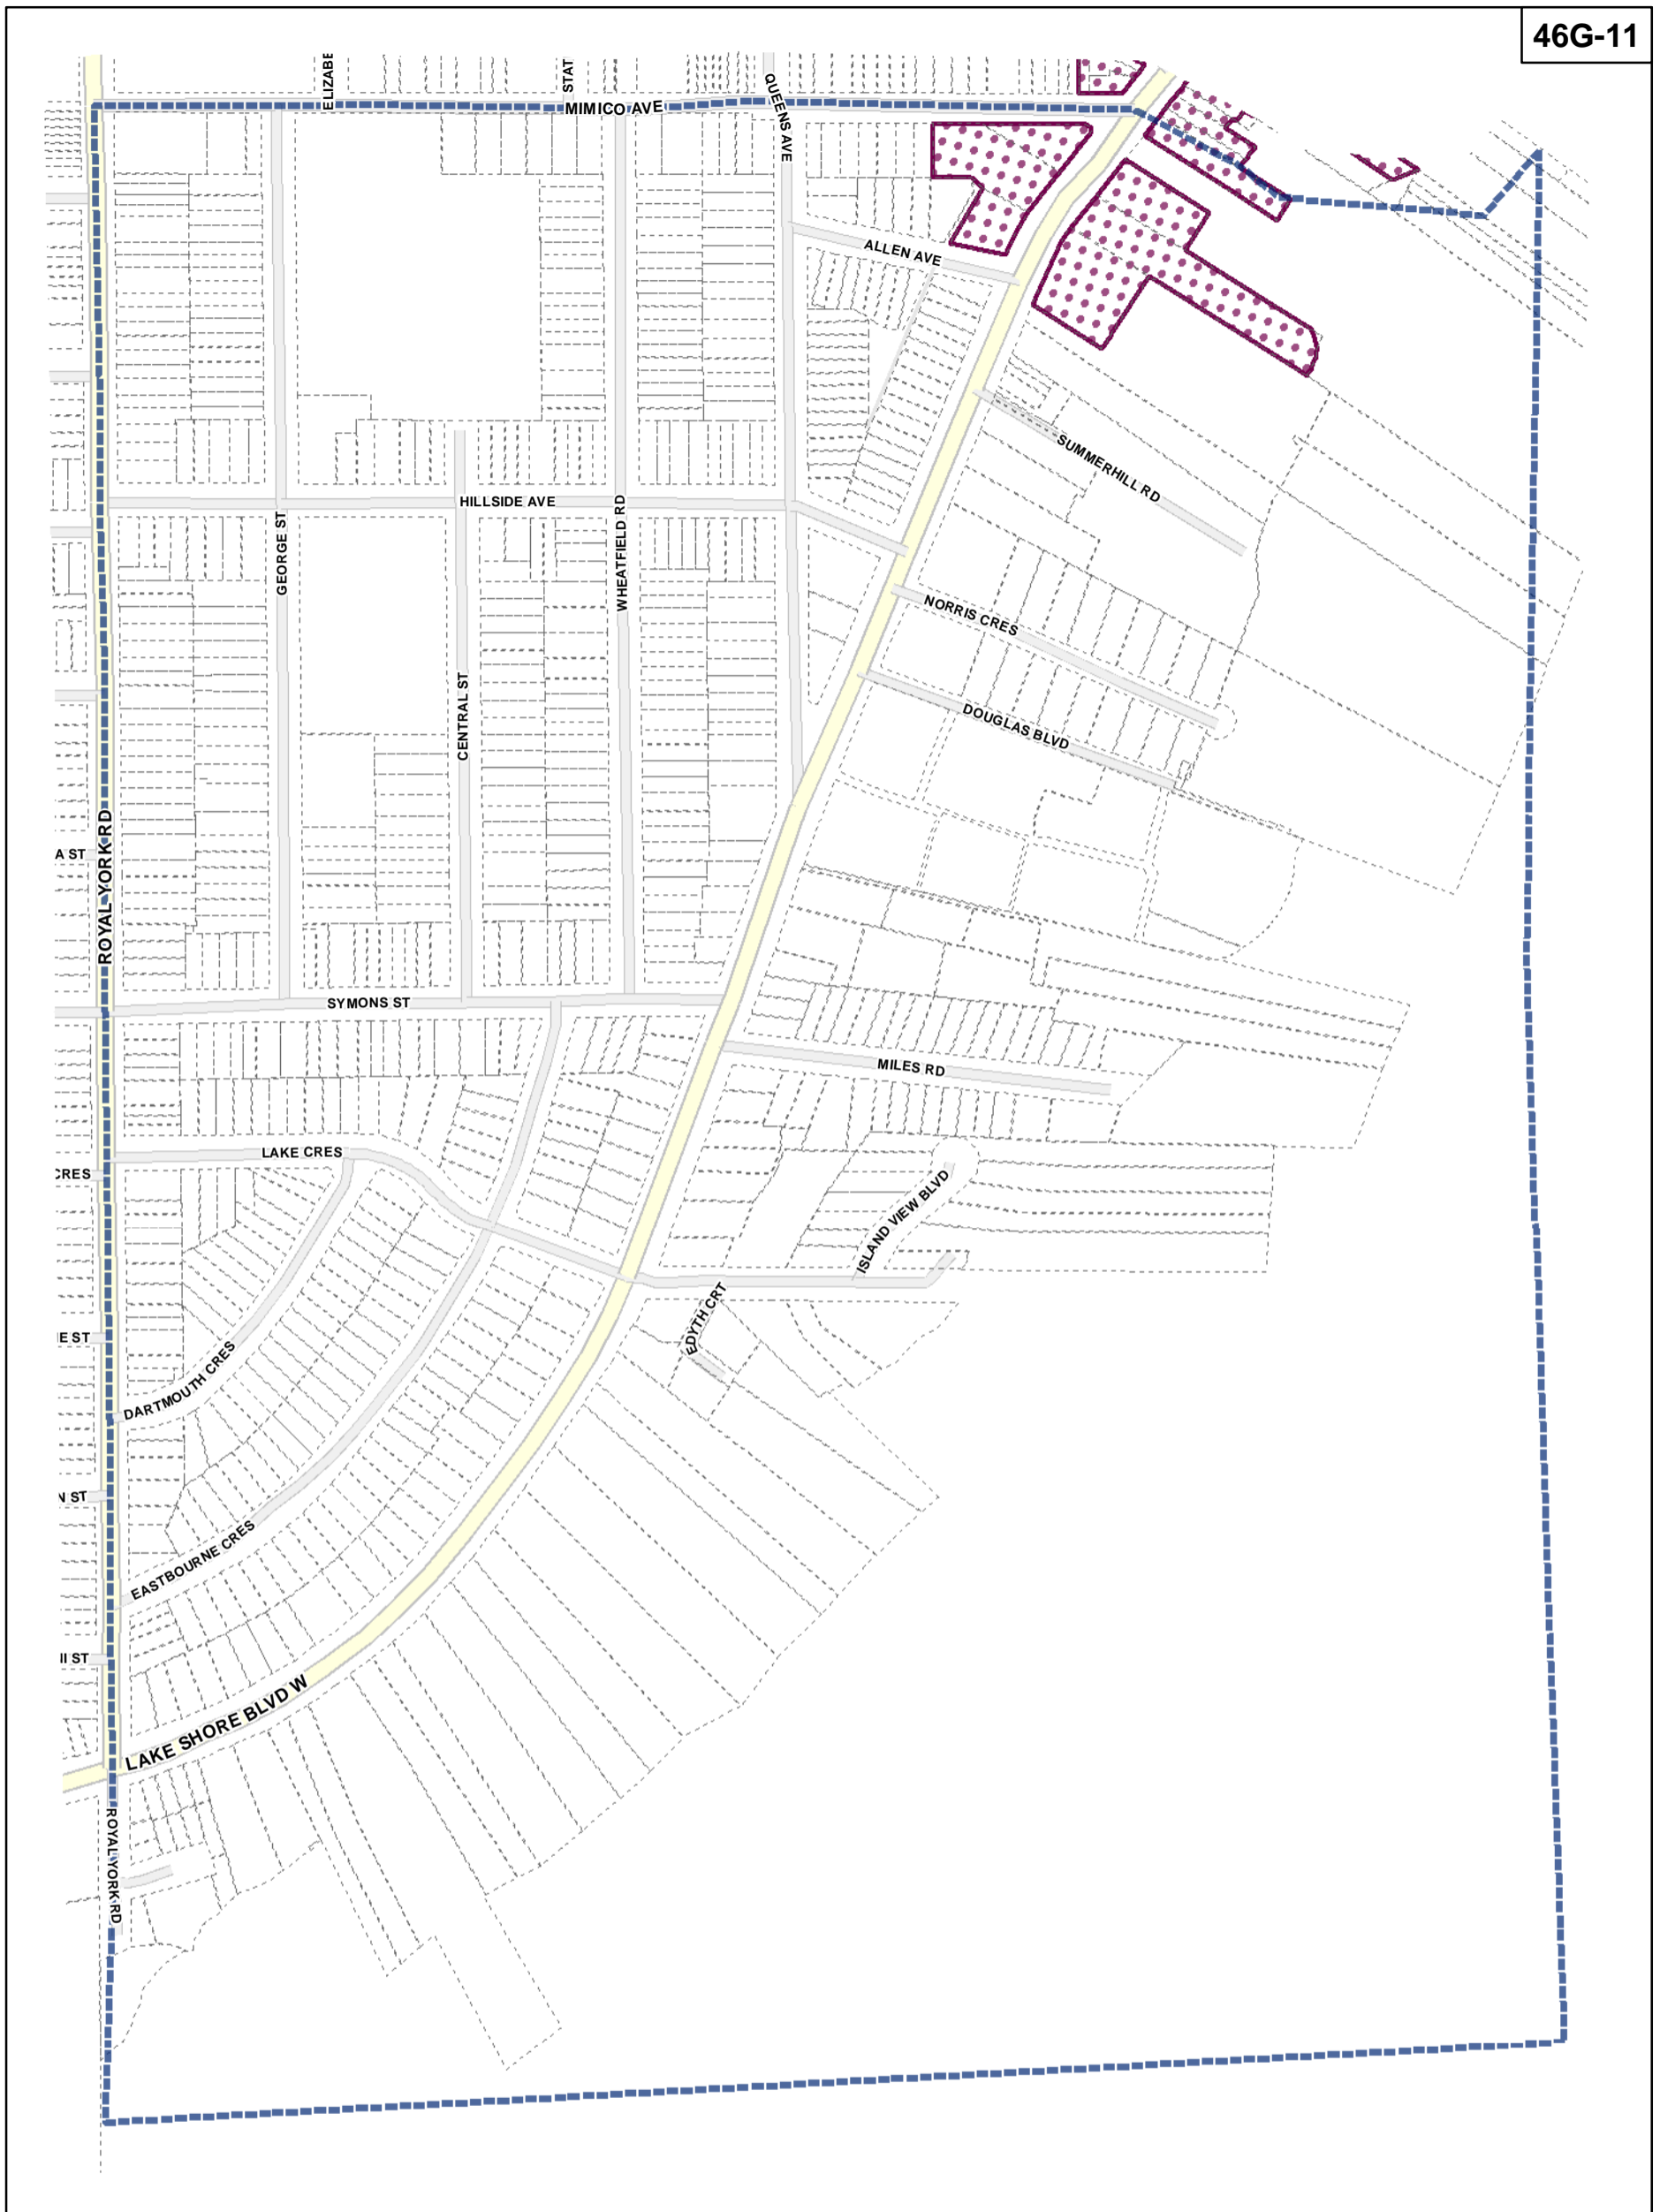 46G-11
ELIZABE
STAT
MIMICO AVE
QUEENS AVE
ALLEN AVE
SUMMERHILL RD
HILLSIDE AVE
GEORGE ST
WHEATFIELD RD
NORRIS CRES
CENTRAL ST
DOUGLAS BLVD
ROYAL YORK RD
A ST
SYMONS ST
MILES RD
LAKE CRES
CRES
ISLAND VIEW BLVD
EDYTH CRT
E ST
DARTMOUTH CRES
N ST
EASTBOURNE CRES
II ST
LAKE SHORE BLVD W
ROYAL YORK RD